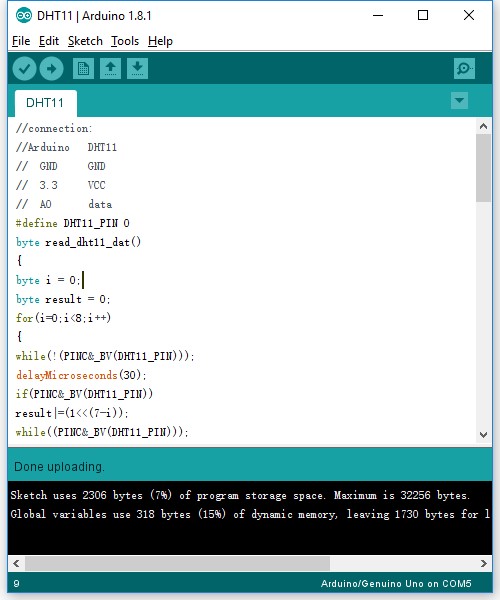 DHT11 | Arduino 1.8.1
File Edit Sketch Tools Help
DHT11
//connection:
//Arduino   DHT11
//  GND     GND
//  3.3     VCC
//  A0      data
#define DHT11_PIN 0
byte read_dht11_dat()
{
byte i = 0;
byte result = 0;
for(i=0;i<8;i++)
{
while(!(PINC&_BV(DHT11_PIN)));
delayMicroseconds(30);
if(PINC&_BV(DHT11_PIN))
result|=(1<<(7-i));
while((PINC&_BV(DHT11_PIN)));
Done uploading.
Sketch uses 2306 bytes (7%) of program storage space. Maximum is 32256 bytes.
Global variables use 318 bytes (15%) of dynamic memory, leaving 1730 bytes for l
9 Arduino/Genuino Uno on COM5